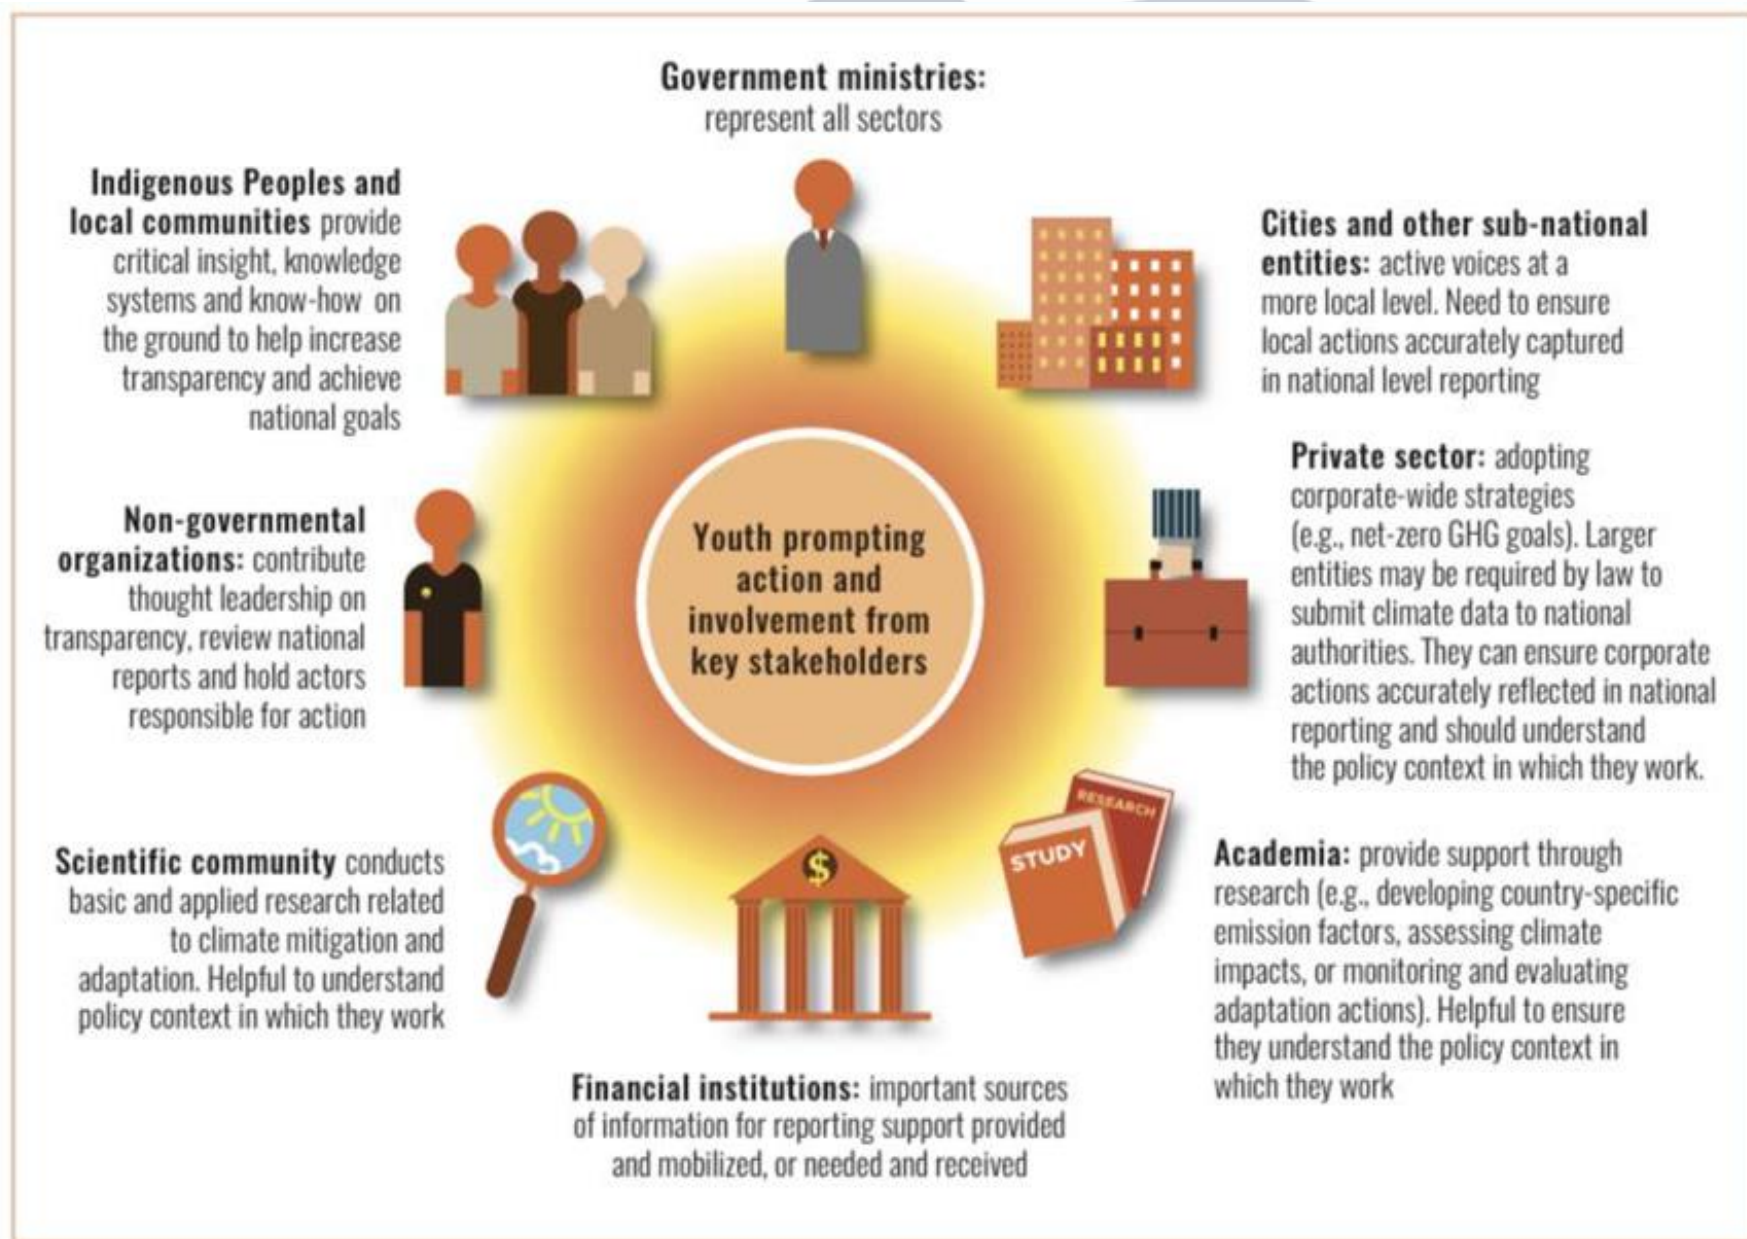 Government ministries:
represent all sectors
Indigenous Peoples and
local communities provide
critical insight, knowledge
systems and know-how on
the ground to help increase
transparency and achieve
national goals
Cities and other sub-national
entities: active voices at a
more local level. Need to ensure
local actions accurately captured
in national level reporting
Non-governmental
organizations: contribute
thought leadership on
transparency, review national
reports and hold actors
responsible for action
Youth prompting
action and
involvement from
key stakeholders
Private sector: adopting
corporate-wide strategies
(e.g., net-zero GHG goals). Larger
entities may be required by law to
submit climate data to national
authorities. They can ensure corporate
actions accurately reflected in national
reporting and should understand
the policy context in which they work.
Scientific community conducts
basic and applied research related
to climate mitigation and
adaptation. Helpful to understand
policy context in which they work
$
STUDY
RESEARCH
Academia: provide support through
research (e.g., developing country-specific
emission factors, assessing climate
impacts, or monitoring and evaluating
adaptation actions). Helpful to ensure
they understand the policy context in
which they work
Financial institutions: important sources
of information for reporting support provided
and mobilized, or needed and received